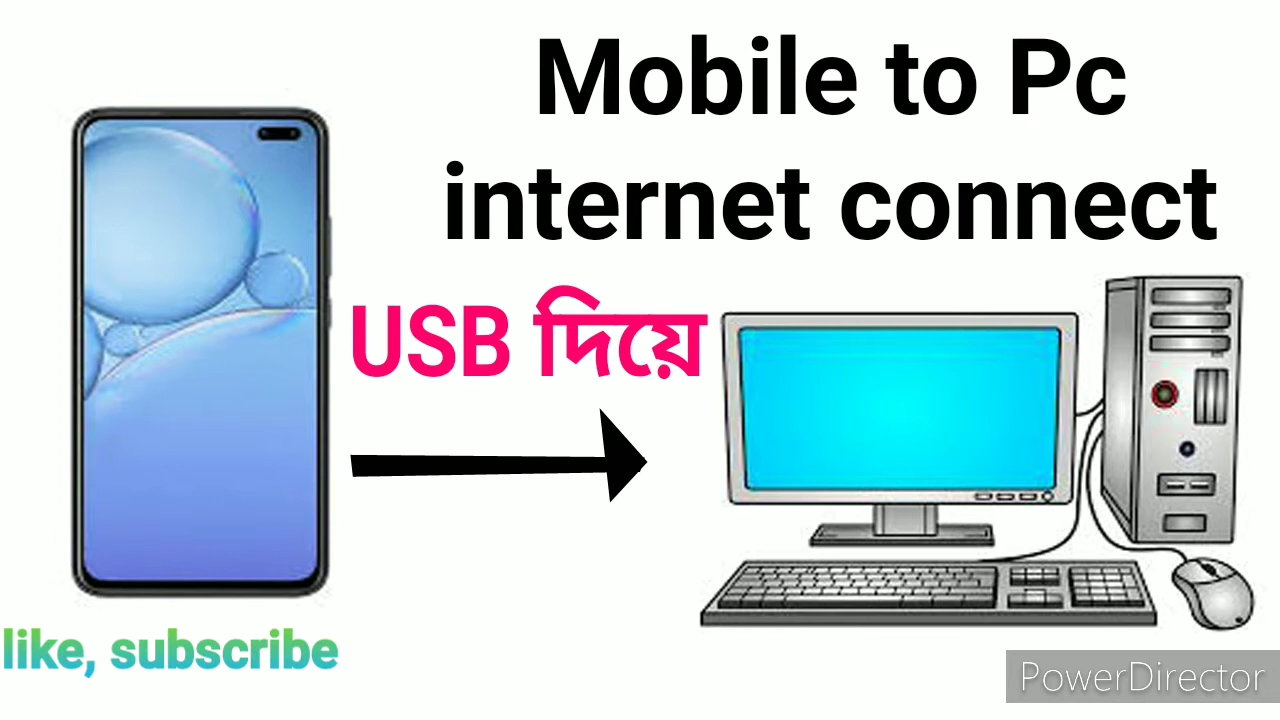 Mobile to Pc
internet connect
USB দিয়ে
like, subscribe
PowerDirector